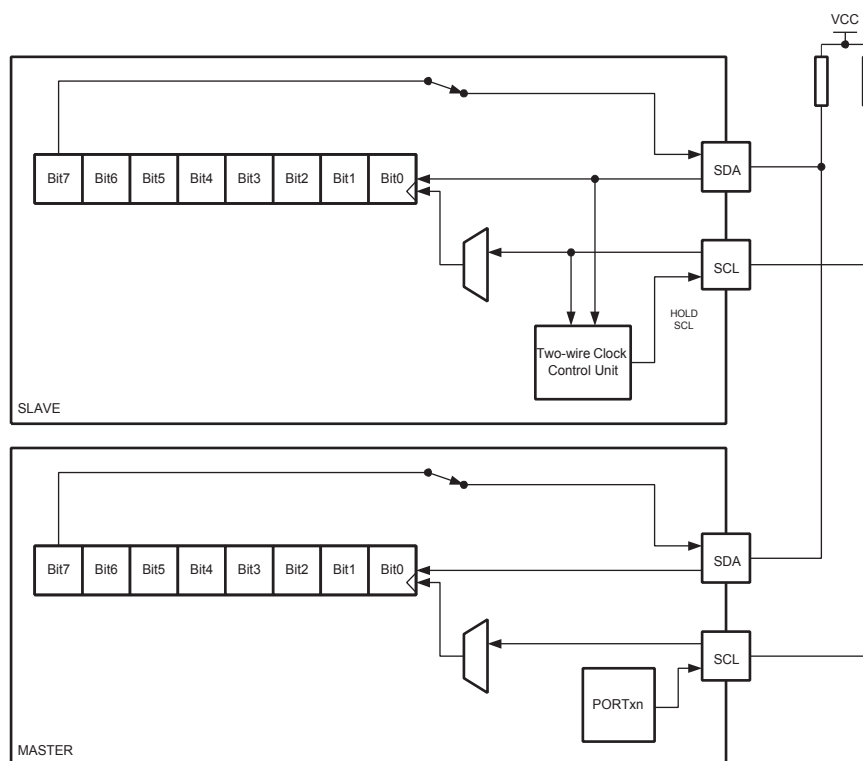 VCC
Bit7 Bit6 Bit5 Bit4 Bit3 Bit2 Bit1 Bit0
SDA
SCL
HOLD
SCL
Two-wire Clock
Control Unit
SLAVE
Bit7 Bit6 Bit5 Bit4 Bit3 Bit2 Bit1 Bit0
SDA
SCL
PORTxn
MASTER